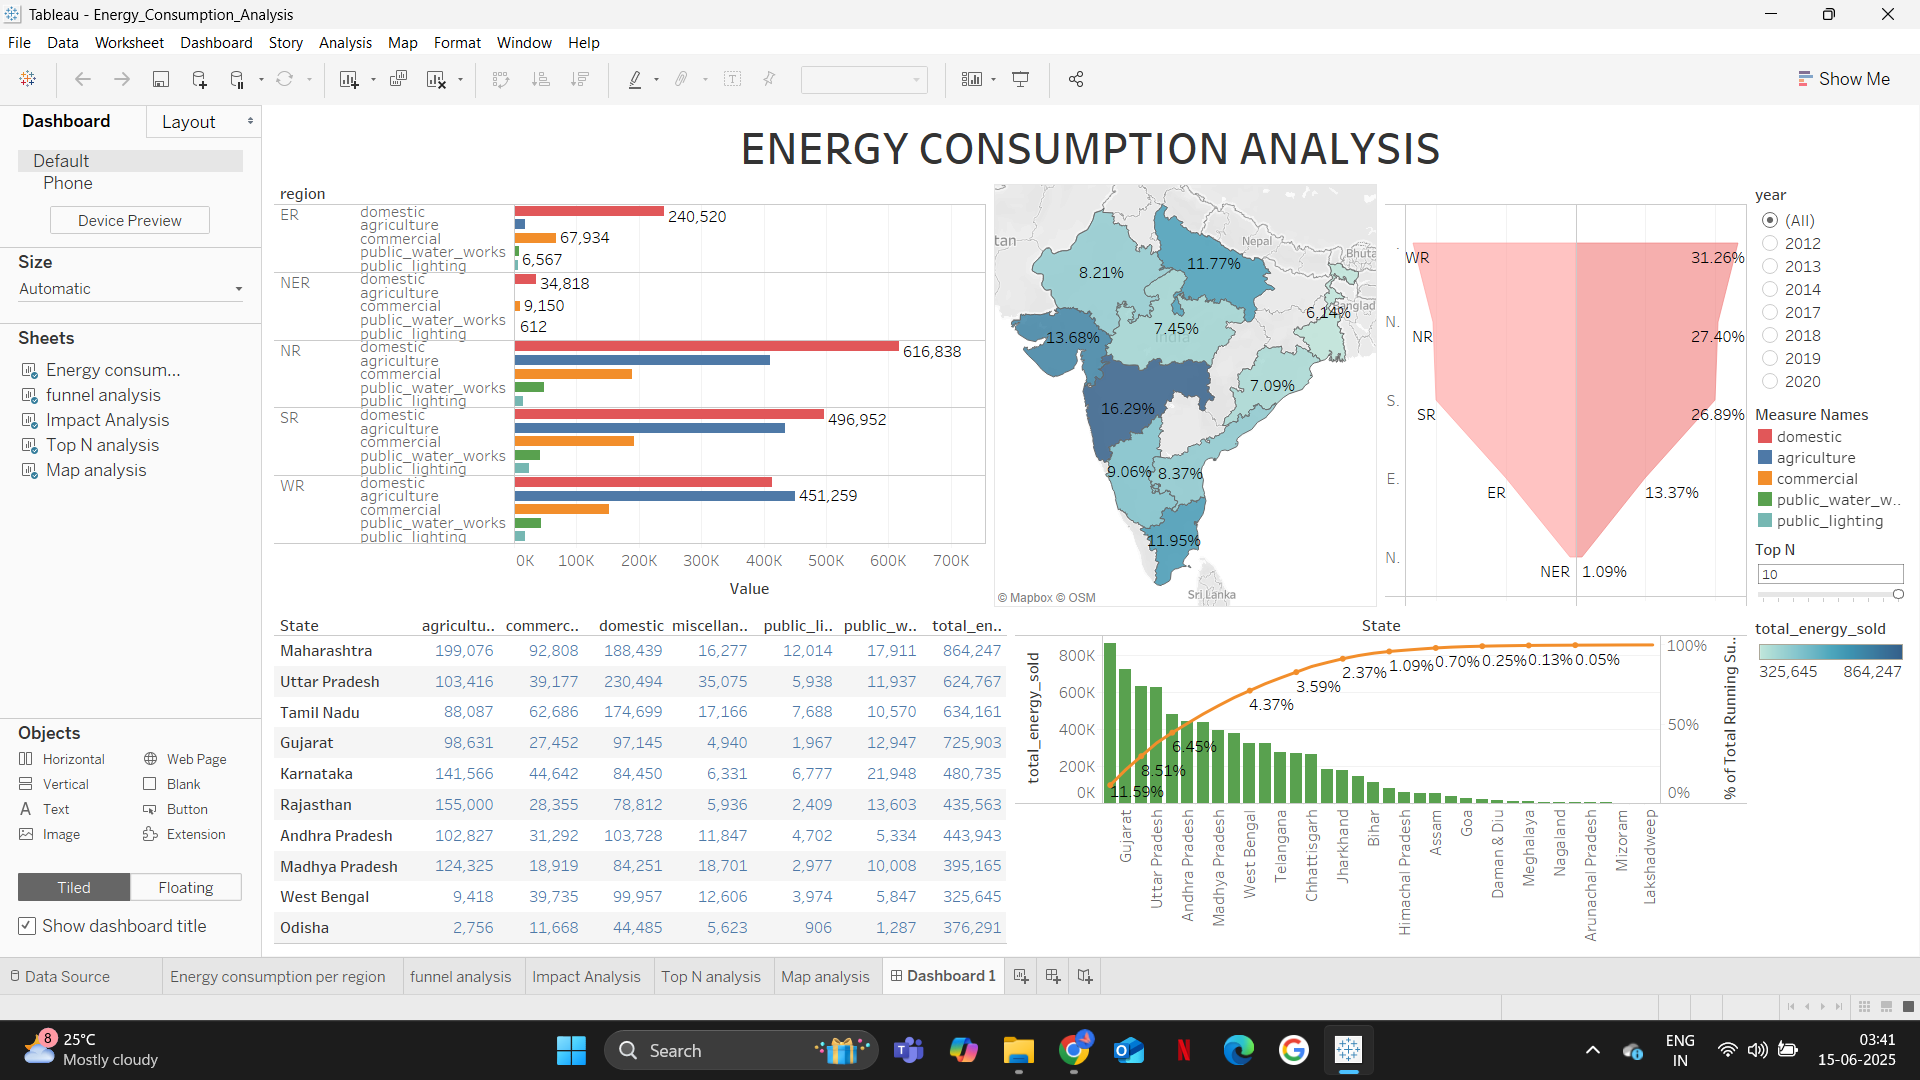 Tableau - Energy_Consumption_Analysis
File Data Worksheet Dashboard Story Analysis Map Format Window Help
Show Me
Dashboard Layout
Default
Phone
Device Preview
Size
Automatic
Sheets
Energy consum...
funnel analysis
Impact Analysis
Top N analysis
Map analysis
Objects
Horizontal Web Page
Vertical Blank
Text Button
Image Extension
Tiled Floating
Show dashboard title
ENERGY CONSUMPTION ANALYSIS
region
ER domestic 240,520
agriculture
commercial 67,934
public_water_works
public_lighting 6,567
NER domestic 34,818
agriculture
commercial 9,150
public_water_works
public_lighting 612
NR domestic 616,838
agriculture
commercial
public_water_works
public_lighting
SR domestic 496,952
agriculture
commercial
public_water_works
public_lighting
WR domestic
agriculture 451,259
commercial
public_water_works
public_lighting
0K 100K 200K 300K 400K 500K 600K 700K
Value
tan
Nepal
Bhuta
Banglad
India
Sri Lanka
8.21%
11.77%
6.14%
7.45%
13.68%
7.09%
16.29%
9.06% 8.37%
11.95%
© Mapbox © OSM
WR 31.26%
N. NR 27.40%
S. SR 26.89%
E. ER 13.37%
N. NER 1.09%
year
(All)
2012
2013
2014
2017
2018
2019
2020
Measure Names
domestic
agriculture
commercial
public_water_w..
public_lighting
Top N
10
total_energy_sold
325,645 864,247
State agricultu.. commerc.. domestic miscellan.. public_li.. public_w.. total_en..
Maharashtra 199,076 92,808 188,439 16,277 12,014 17,911 864,247
Uttar Pradesh 103,416 39,177 230,494 35,075 5,938 11,937 624,767
Tamil Nadu 88,087 62,686 174,699 17,166 7,688 10,570 634,161
Gujarat 98,631 27,452 97,145 4,940 1,967 12,947 725,903
Karnataka 141,566 44,642 84,450 6,331 6,777 21,948 480,735
Rajasthan 155,000 28,355 78,812 5,936 2,409 13,603 435,563
Andhra Pradesh 102,827 31,292 103,728 11,847 4,702 5,334 443,943
Madhya Pradesh 124,325 18,919 84,251 18,701 2,977 10,008 395,165
West Bengal 9,418 39,735 99,957 12,606 3,974 5,847 325,645
Odisha 2,756 11,668 44,485 5,623 906 1,287 376,291
State
total_energy_sold
800K
600K
400K
200K
0K
11.59%
8.51%
6.45%
4.37%
3.59%
2.37%
1.09% 0.70% 0.25% 0.13% 0.05%
100%
50%
0%
% of Total Running Su..
Gujarat
Uttar Pradesh
Andhra Pradesh
Madhya Pradesh
West Bengal
Telangana
Chhattisgarh
Jharkhand
Bihar
Himachal Pradesh
Assam
Goa
Daman & Diu
Meghalaya
Nagaland
Arunachal Pradesh
Mizoram
Lakshadweep
Data Source Energy consumption per region funnel analysis Impact Analysis Top N analysis Map analysis Dashboard 1
8
25°C
Mostly cloudy
Search
ENG
IN
03:41
15-06-2025